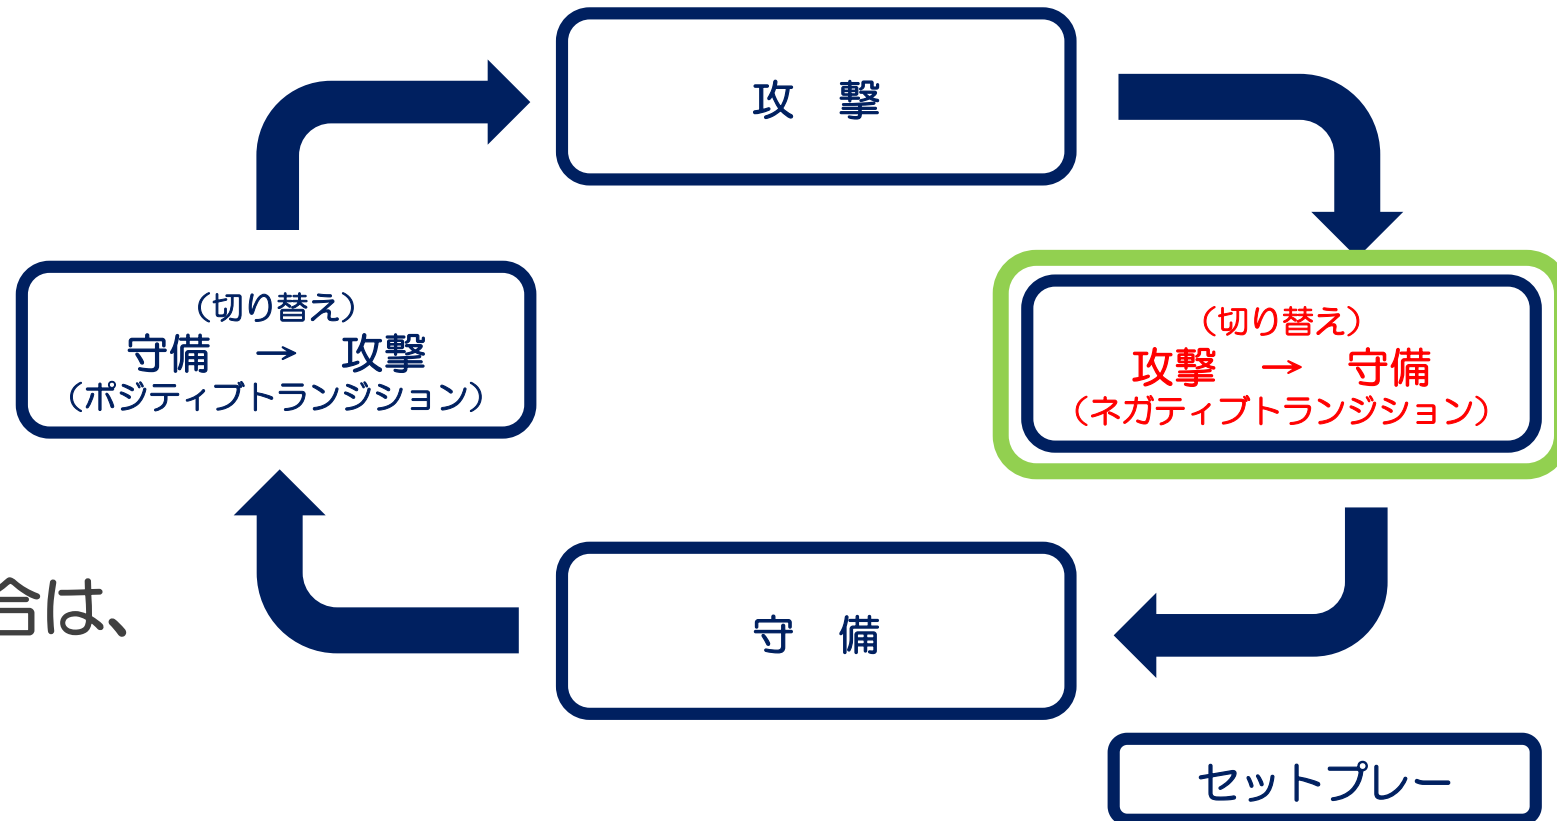 攻　撃
（切り替え）
守備　→　攻撃
（ポジティブトランジション）
（切り替え）
攻撃　→　守備
（ネガティブトランジション）
合は、
守　備
セットプレー